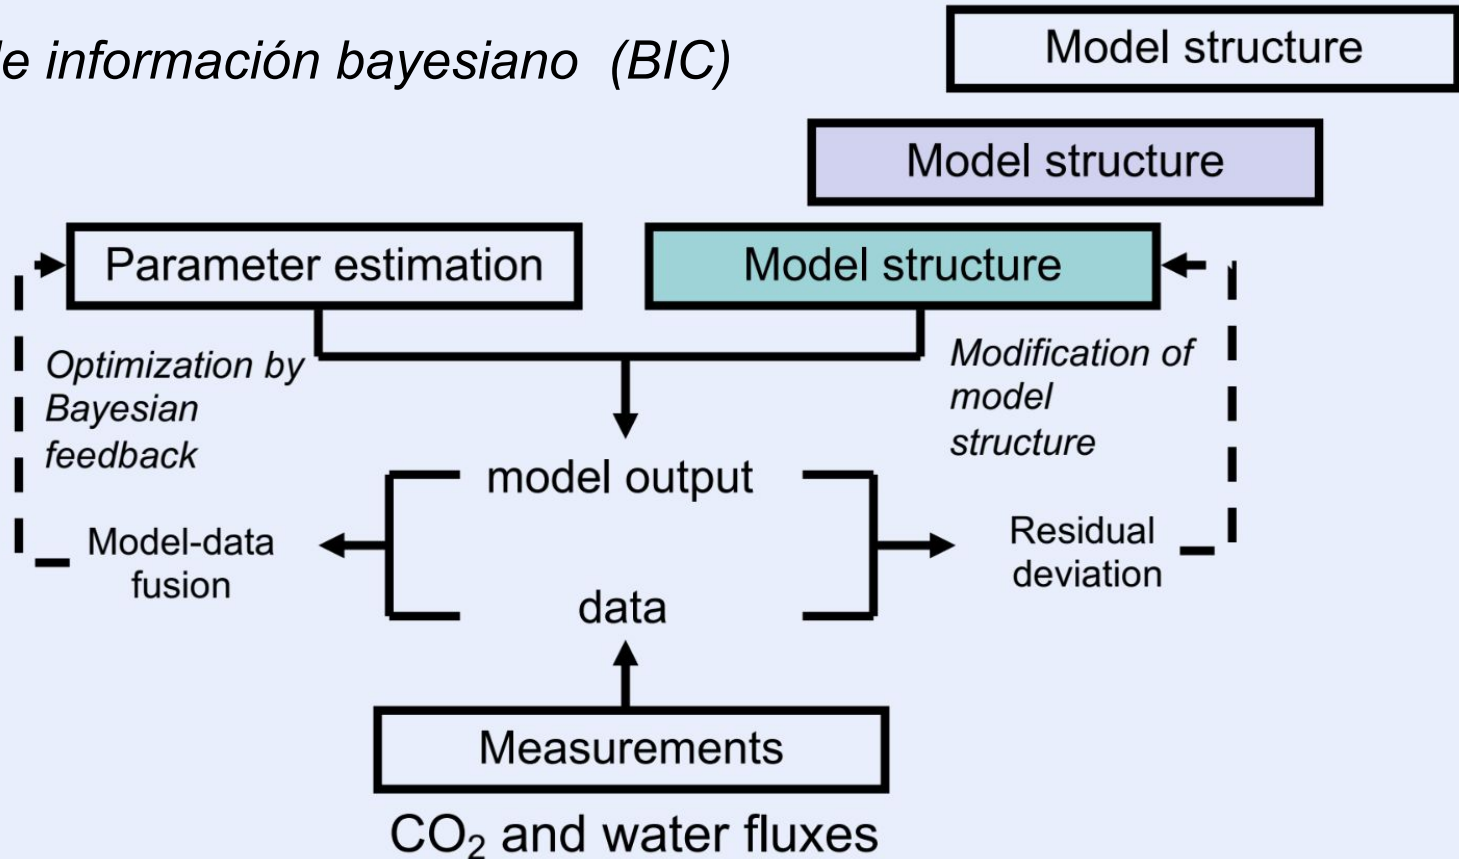 le información bayesiano (BIC)
Model structure
Model structure
Parameter estimation
Model structure
Optimization by
Bayesian
feedback
Modification of
model
structure
model output
Model-data
fusion
Residual
deviation
data
Measurements
CO₂ and water fluxes